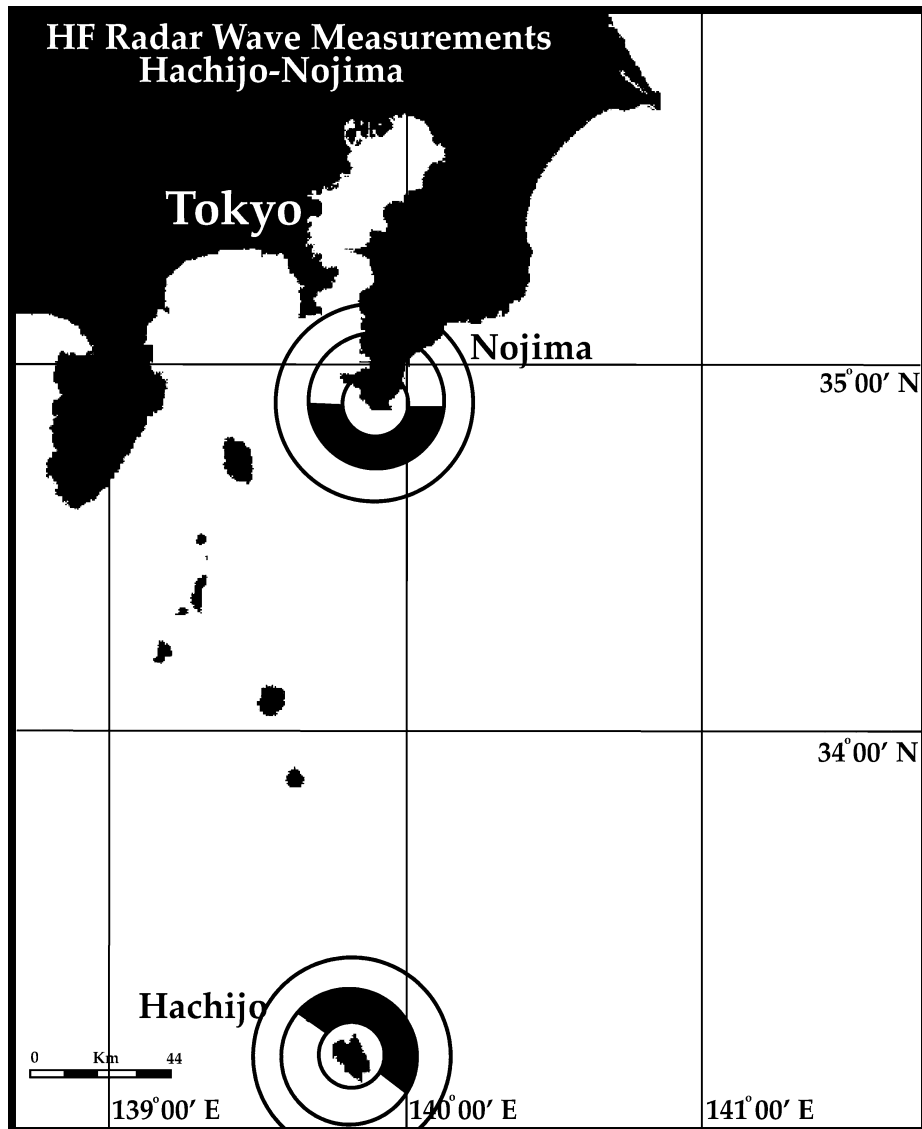 HF Radar Wave Measurements
Hachijo-Nojima
Tokyo
Nojima
35°00' N
34°00' N
Hachijo
0 Km 44
139°00' E 140°00' E 141°00' E